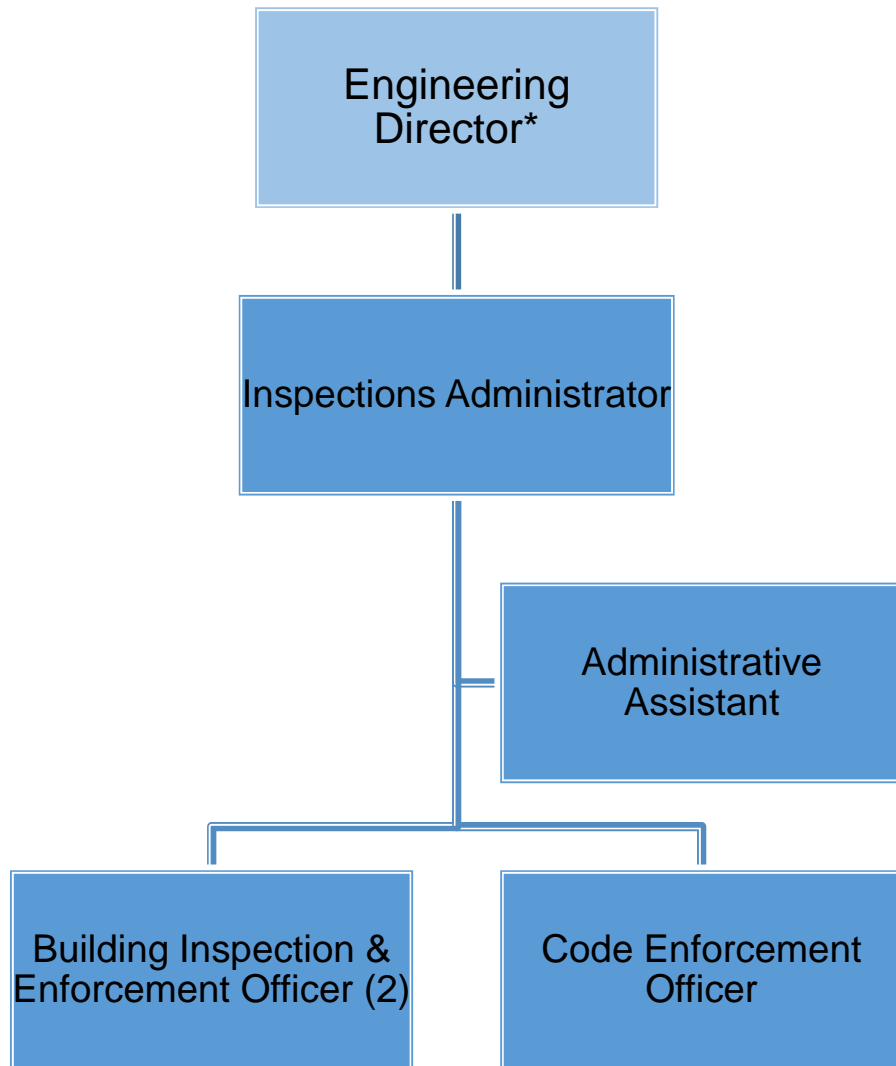 Engineering
Director*
Inspections Administrator
Administrative
Assistant
Building Inspection &
Enforcement Officer (2)
Code Enforcement
Officer